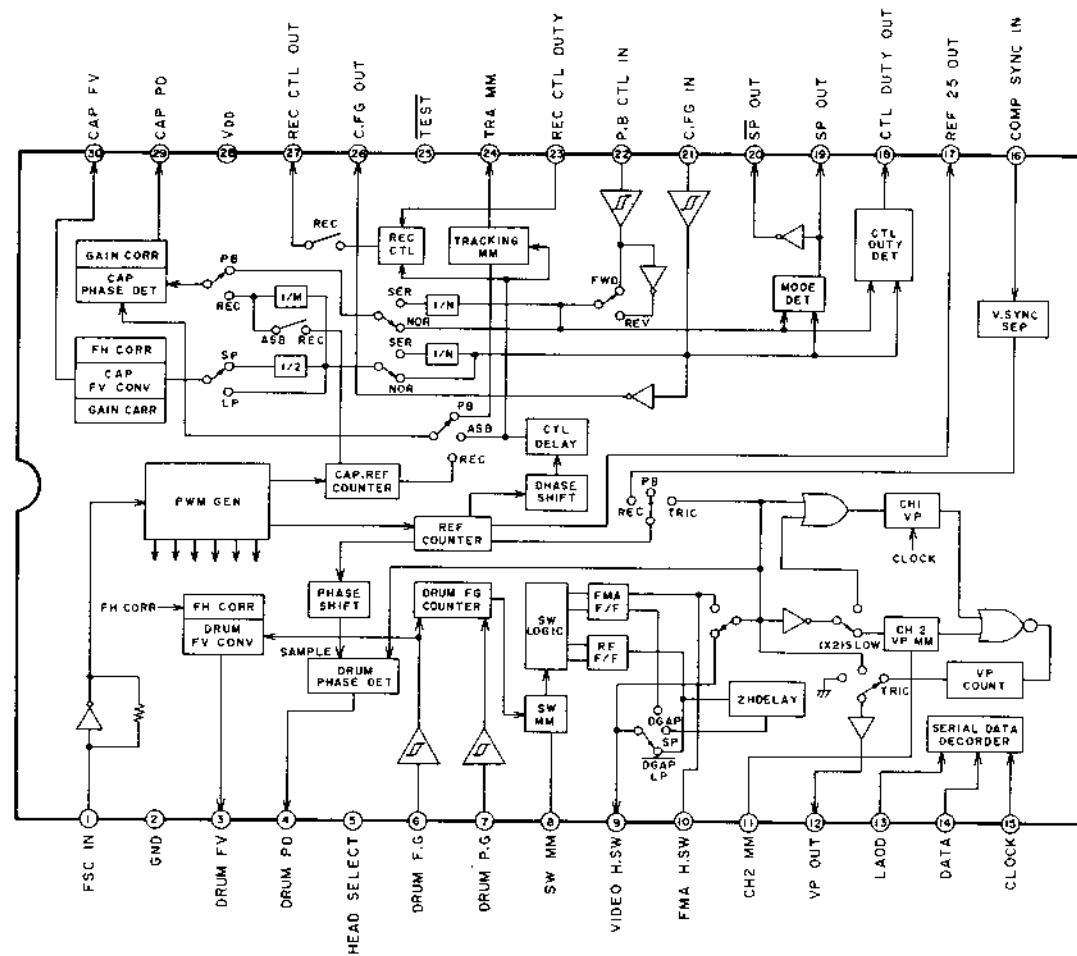 CAP FV
CAP PD
VDD
REC CTL OUT
C.FG OUT
TEST
TRA MM
REC CTL DUTY
P.B CTL IN
C.FG IN
SP OUT
SP OUT
CTL DUTY OUT
REF 25 OUT
COMP SYNC IN
30
29
28
27
26
25
24
23
22
21
20
19
18
17
16
GAIN CORR
CAP
PHASE DET
PB
REC
REC
REC
CTL
TRACKING
MM
FWD
REV
MODE
DET
CTL
DUTY
DET
V.SYNC
SEP
1/M
ASB
REC
SER
1/N
NOR
SER
1/N
NOR
FH CORR
CAP
FV CONV
GAIN CARR
SP
LP
1/2
PB
ASB
REC
CTL
DELAY
PWM GEN
CAP.REF
COUNTER
DHASE
SHIFT
REF
COUNTER
REC
PB
TRIC
CH1
VP
CLOCK
FH CORR
FH CORR
DRUM
FV CONV
PHASE
SHIFT
SAMPLE
DRUM
PHASE DET
DRUM FG
COUNTER
SW
LOGIC
FMA
F/F
RF
F/F
SW
MM
DGAP
SP
DGAP
LP
2HDELAY
(X2)SLOW
CH 2
VP MM
TRIC
VP
COUNT
SERIAL DATA
DECORDER
1
2
3
4
5
6
7
8
9
10
11
12
13
14
15
FSC IN
GND
DRUM FV
DRUM PD
HEAD SELECT
DRUM F.G
DRUM P.G
SW MM
VIDEO H.SW
FMA H.SW
CH2 MM
VP OUT
LAOD
DATA
CLOCK